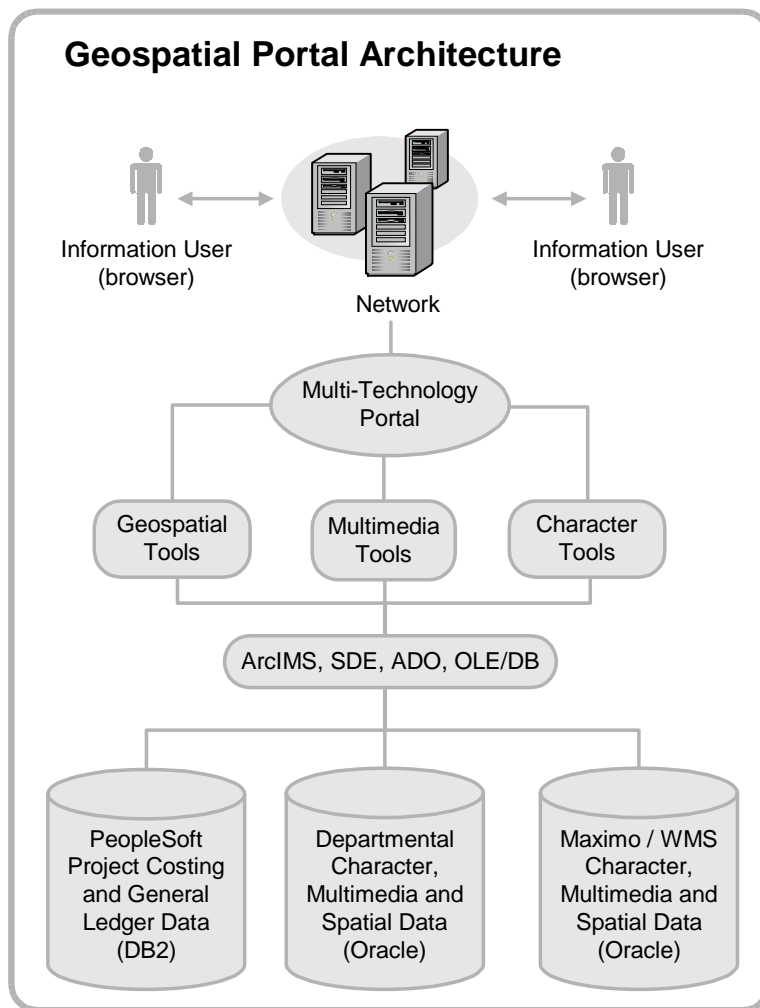 Geospatial Portal Architecture
Information User
(browser)
Information User
(browser)
Network
Multi-Technology
Portal
Geospatial
Tools
Multimedia
Tools
Character
Tools
ArcIMS, SDE, ADO, OLE/DB
PeopleSoft
Project Costing
and General
Ledger Data
(DB2)
Departmental
Character,
Multimedia and
Spatial Data
(Oracle)
Maximo / WMS
Character,
Multimedia and
Spatial Data
(Oracle)